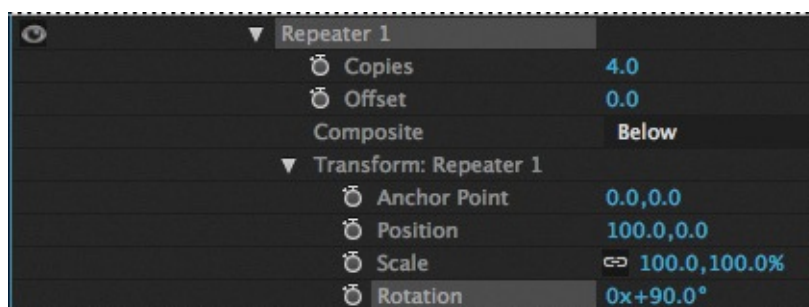 Repeater 1
Copies 4.0
Offset 0.0
Composite Below
Transform: Repeater 1
Anchor Point 0.0,0.0
Position 100.0,0.0
Scale 100.0,100.0%
Rotation 0x+90.0°